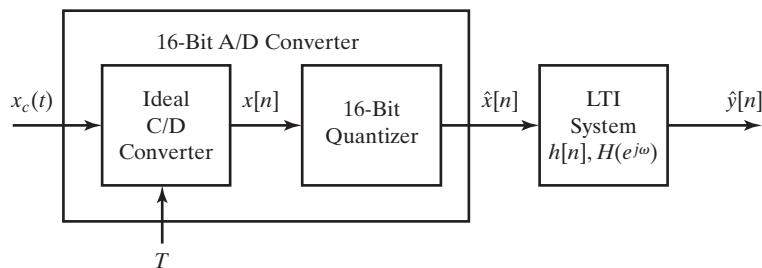 16-Bit A/D Converter
x_c(t)
Ideal
C/D
Converter
x[n]
16-Bit
Quantizer
x̂[n]
LTI
System
h[n], H(e^{jω})
ŷ[n]
T